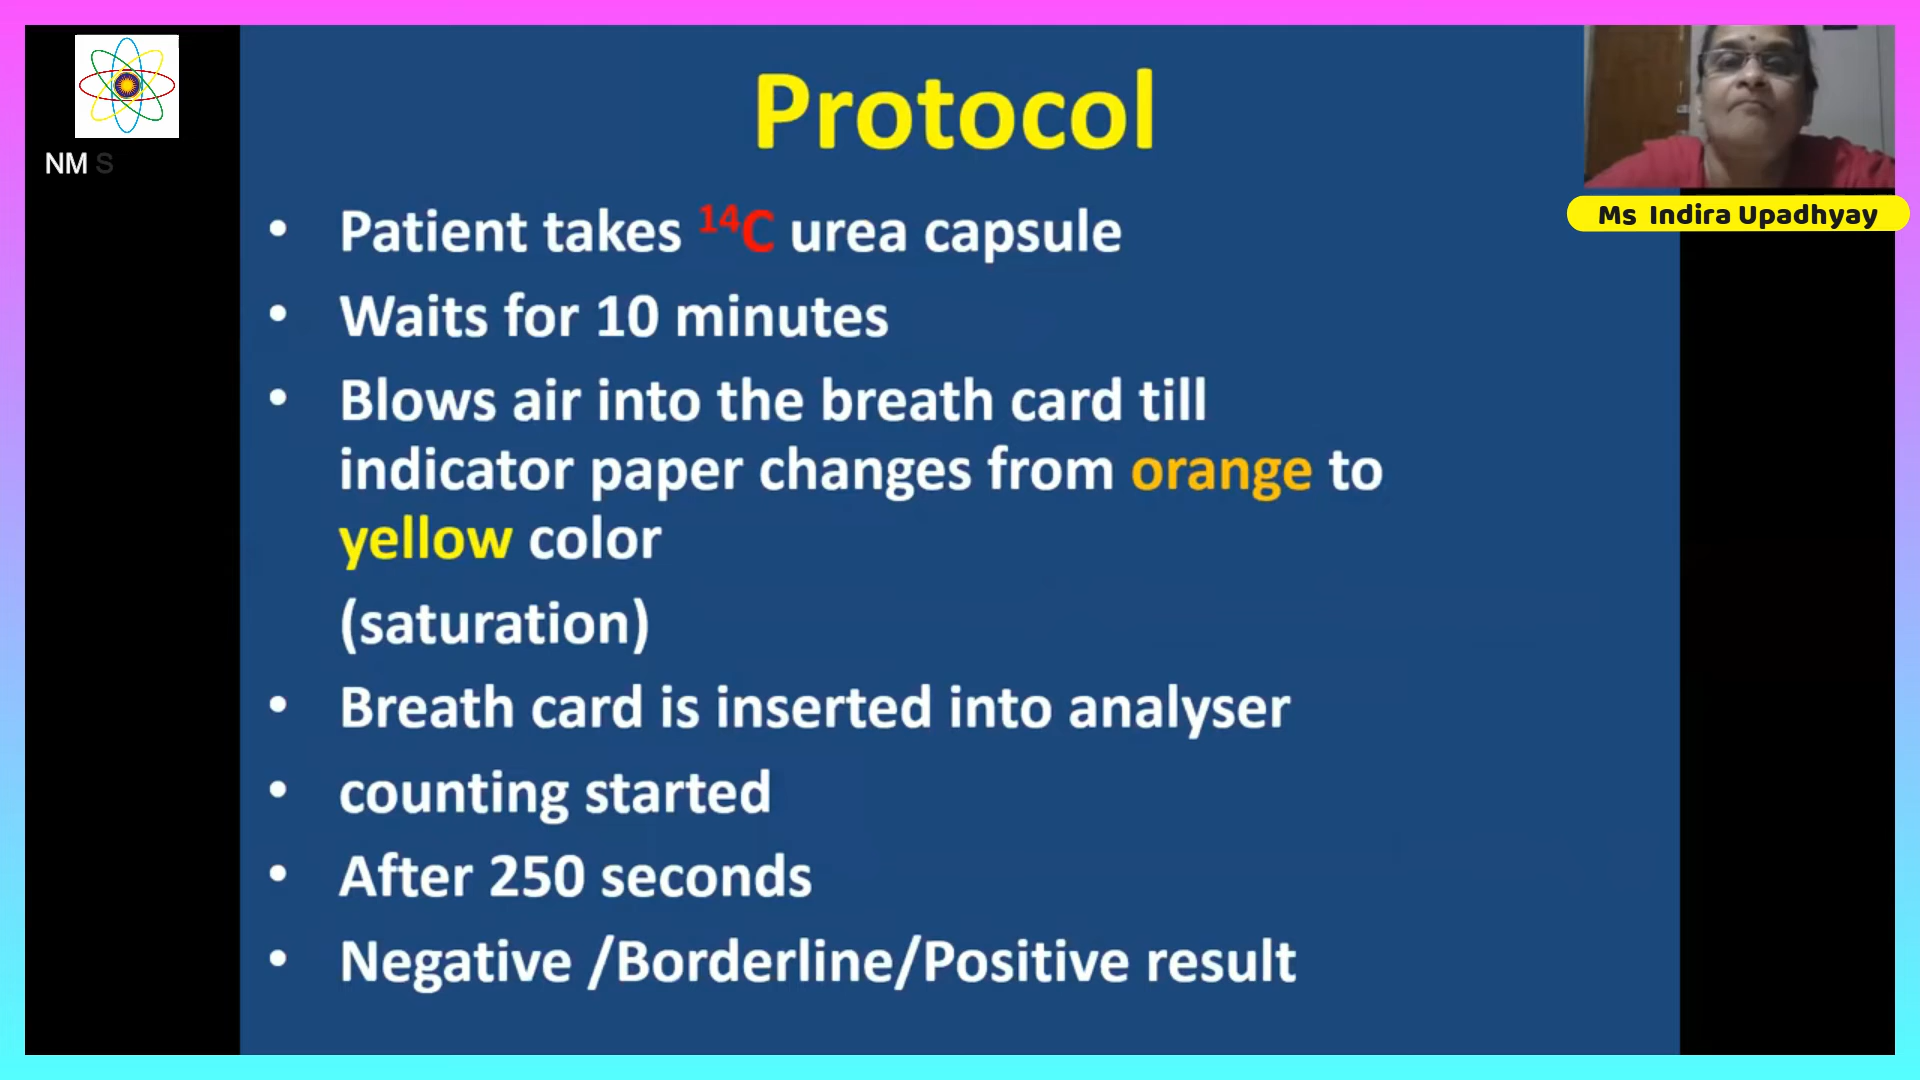 NM S
Protocol
Ms Indira Upadhyay
• Patient takes ¹⁴C urea capsule
• Waits for 10 minutes
• Blows air into the breath card till
indicator paper changes from orange to
yellow color
(saturation)
• Breath card is inserted into analyser
• counting started
• After 250 seconds
• Negative /Borderline/Positive result